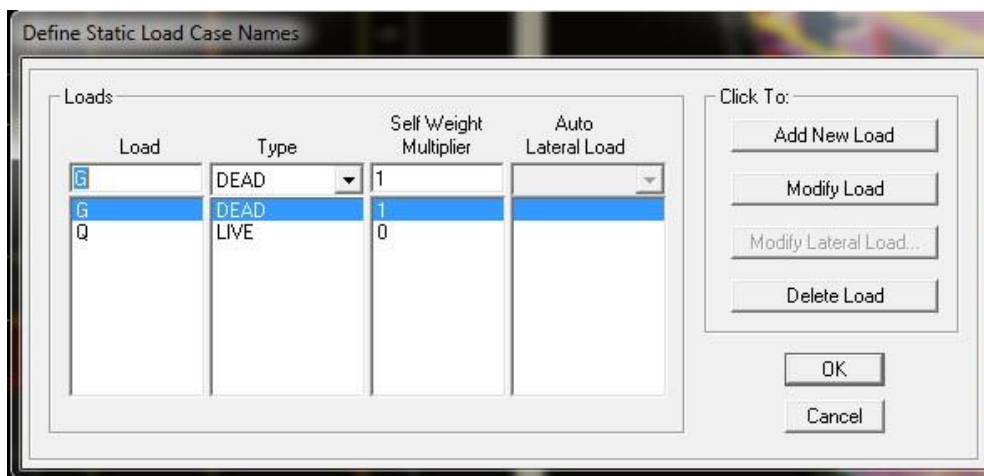 Define Static Load Case Names
Loads
Load Type Self Weight Multiplier Auto Lateral Load
G DEAD 1
G DEAD 1
Q LIVE 0
Click To:
Add New Load
Modify Load
Modify Lateral Load...
Delete Load
OK
Cancel